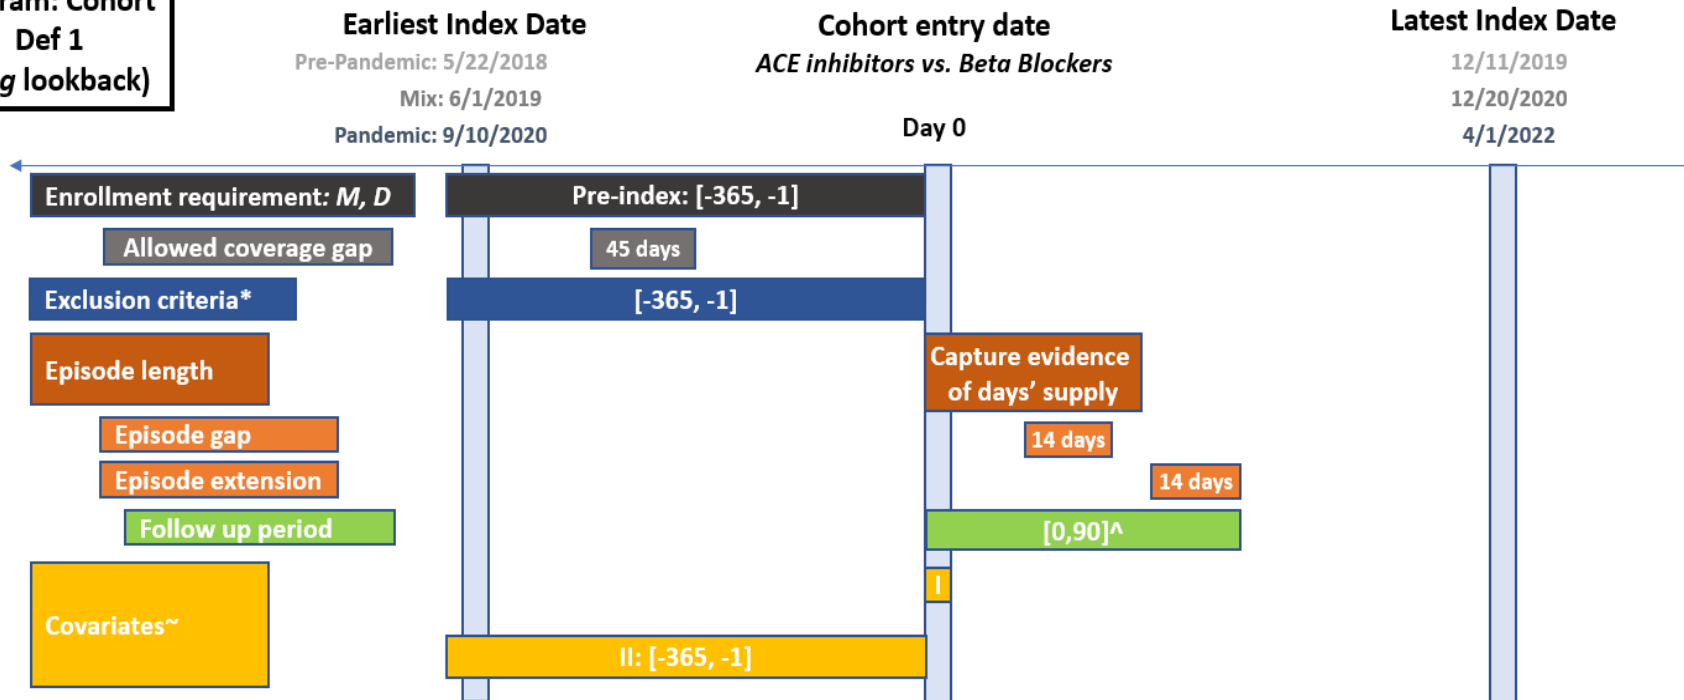 Cohort
Def 1
lookback)
Earliest Index Date
Pre-Pandemic: 5/22/2018
Mix: 6/1/2019
Pandemic: 9/10/2020
Cohort entry date
ACE inhibitors vs. Beta Blockers
Day 0
Latest Index Date
12/11/2019
12/20/2020
4/1/2022
Enrollment requirement: M, D
Pre-index: [-365, -1]
Allowed coverage gap
45 days
Exclusion criteria*
[-365, -1]
Episode length
Capture evidence
of days’ supply
Episode gap
14 days
Episode extension
14 days
Follow up period
[0,90]^
Covariates~
I
II: [-365, -1]